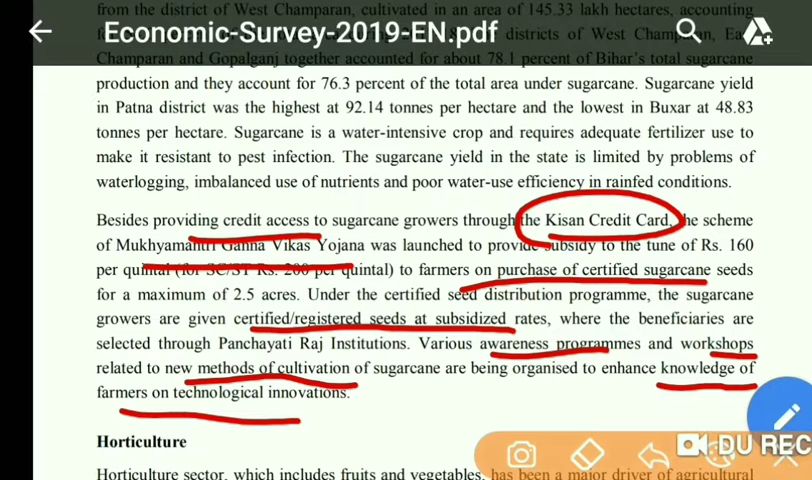 from the district of West Champaran, cultivated in an area of 145.33 lakh hectares, accounting
Economic-Survey-2019-EN.pdf
districts of West Champaran, East
Champaran and Gopalganj together accounted for about 78.1 percent of Bihar's total sugarcane
production and they account for 76.3 percent of the total area under sugarcane. Sugarcane yield
in Patna district was the highest at 92.14 tonnes per hectare and the lowest in Buxar at 48.83
tonnes per hectare. Sugarcane is a water-intensive crop and requires adequate fertilizer use to
make it resistant to pest infection. The sugarcane yield in the state is limited by problems of
waterlogging, imbalanced use of nutrients and poor water-use efficiency in rainfed conditions.
Besides providing credit access to sugarcane growers through the Kisan Credit Card, the scheme
of Mukhyamantri Ganna Vikas Yojana was launched to provide subsidy to the tune of Rs. 160
per quintal (for SC/ST Rs. 200 per quintal) to farmers on purchase of certified sugarcane seeds
for a maximum of 2.5 acres. Under the certified seed distribution programme, the sugarcane
growers are given certified/registered seeds at subsidized rates, where the beneficiaries are
selected through Panchayati Raj Institutions. Various awareness programmes and workshops
related to new methods of cultivation of sugarcane are being organised to enhance knowledge of
farmers on technological innovations.
Horticulture
DU REC
Horticulture sector, which includes fruits and vegetables, has been a major driver of agricultural